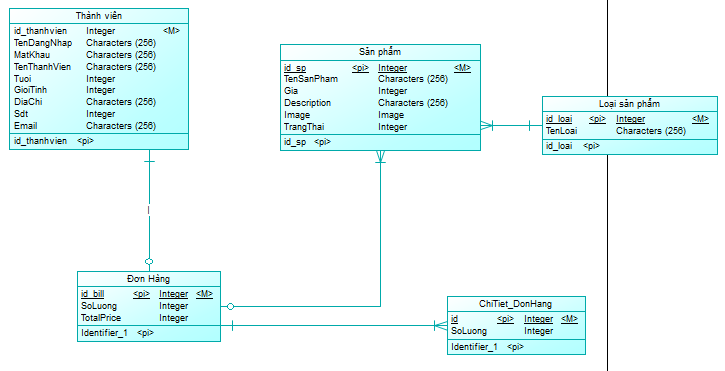 Thành viên
id_thanhvien Integer <M>
TenDangNhap Characters (256)
MatKhau Characters (256)
TenThanhVien Characters (256)
Tuoi Integer
GioiTinh Integer
DiaChi Characters (256)
Sdt Integer
Email Characters (256)
id_thanhvien <pi>
Sản phẩm
id_sp <pi> Integer <M>
TenSanPham Characters (256)
Gia Integer
Description Characters (256)
Image Image
TrangThai Integer
id_sp <pi>
Loại sản phẩm
id_loai <pi> Integer <M>
TenLoai Characters (256)
id_loai <pi>
Đơn Hàng
id_bill <pi> Integer <M>
SoLuong Integer
TotalPrice Integer
Identifier_1 <pi>
ChiTiet_DonHang
id <pi> Integer <M>
SoLuong Integer
Identifier_1 <pi>